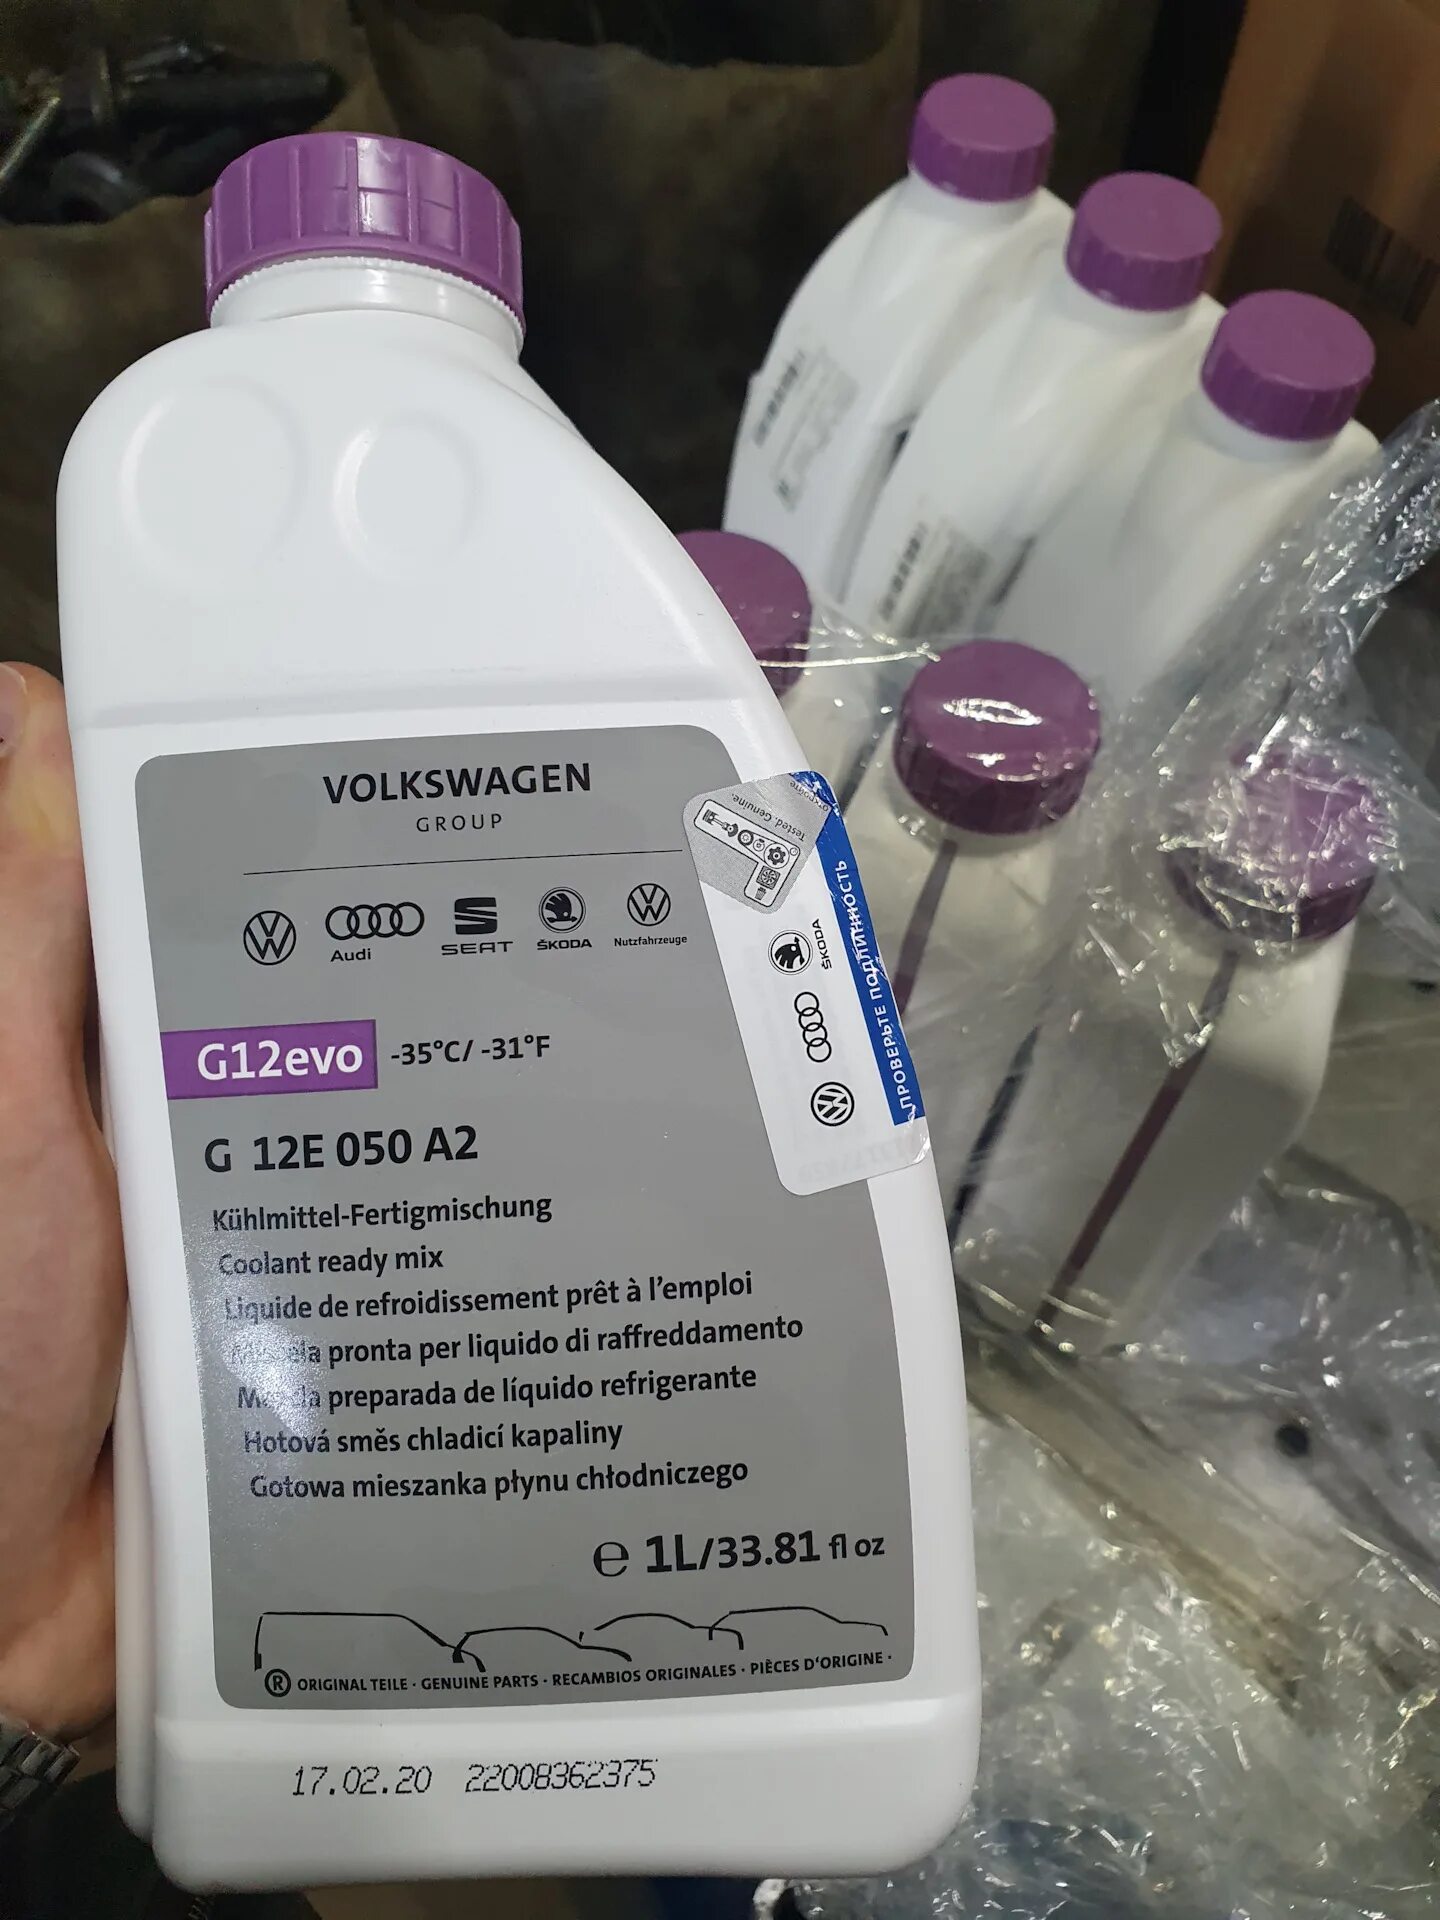 VOLKSWAGEN
GROUP
Audi
SEAT
ŠKODA
Nutzfahrzeuge
G12evo -35°C/ -31°F
G 12E 050 A2
Kühlmittel-Fertigmischung
Coolant ready mix
Liquide de refroidissement prêt à l'emploi
pronta per liquido di raffreddamento
preparada de líquido refrigerante
Hotová směs chladicí kapaliny
Gotowa mieszanka płynu chłodniczego
e 1L/33.81 fl oz
® ORIGINAL TEILE · GENUINE PARTS · RECAMBIOS ORIGINALES · PIÈCES D'ORIGINE ·
17.02.20 22008362375
откройте
Tested. Genuine.
ŠKODA
ПРОВЕРЬТЕ ПОДЛИННОСТЬ